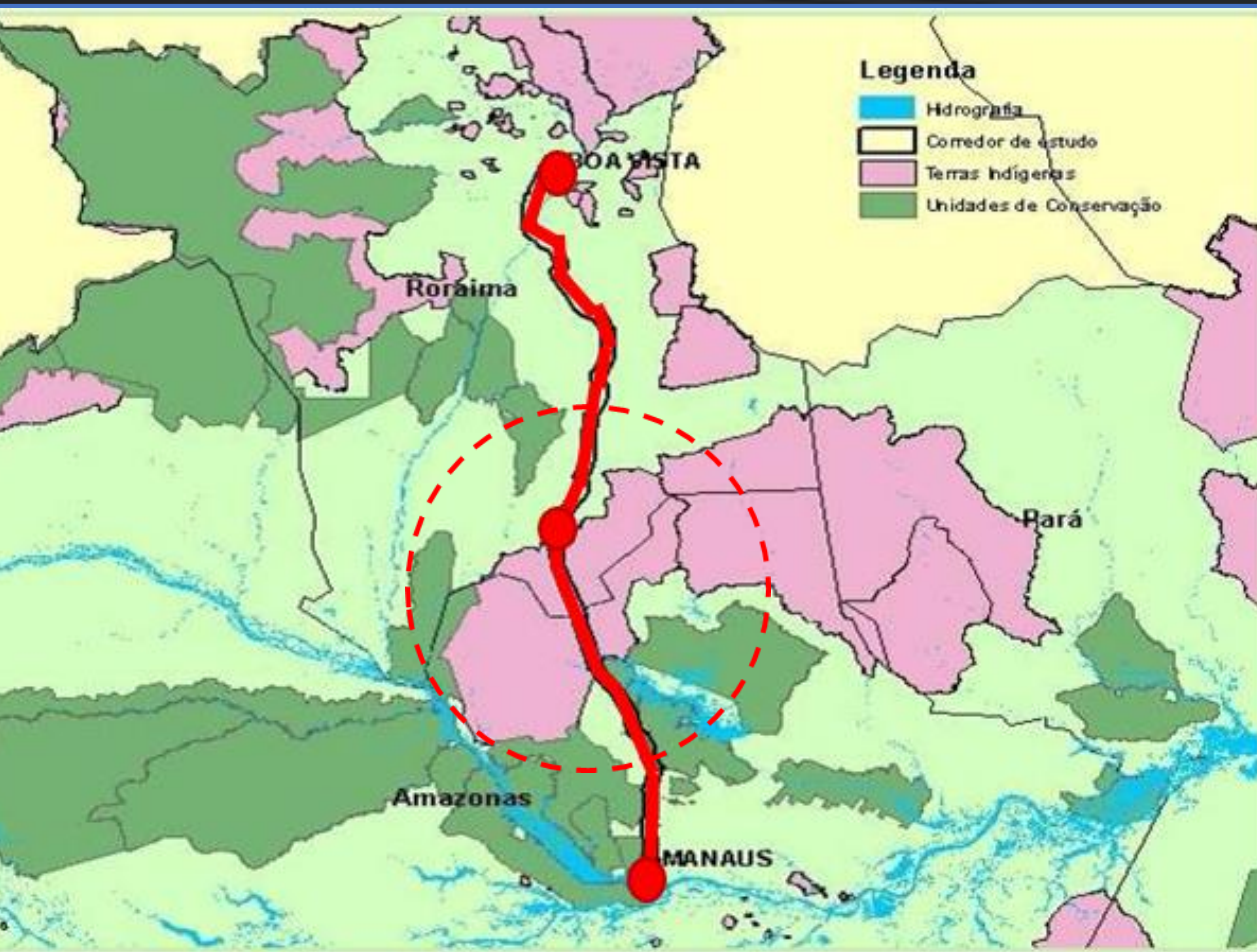 Legenda
Hidrografia
Corredor de estudo
Terras Indígenas
Unidades de Conservação
BOA VISTA
Roraima
Pará
Amazonas
MANAUS